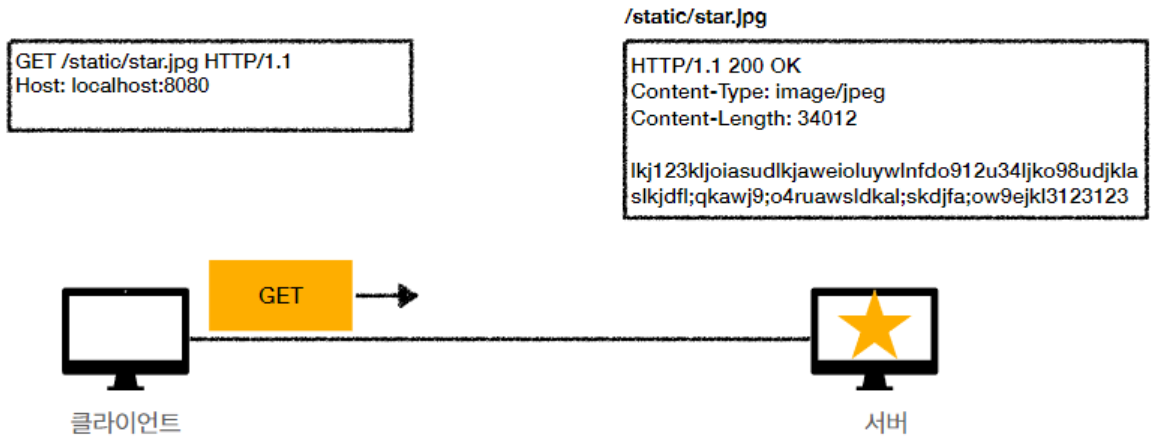 /static/star.jpg
GET /static/star.jpg HTTP/1.1
Host: localhost:8080
HTTP/1.1 200 OK
Content-Type: image/jpeg
Content-Length: 34012
lkj123kljoiasudlkjaweioluywlnfdo912u34ljko98udjkla
slkjdfl;qkawj9;o4ruawsldkal;skdjfa;ow9ejkl3123123
GET
클라이언트
서버